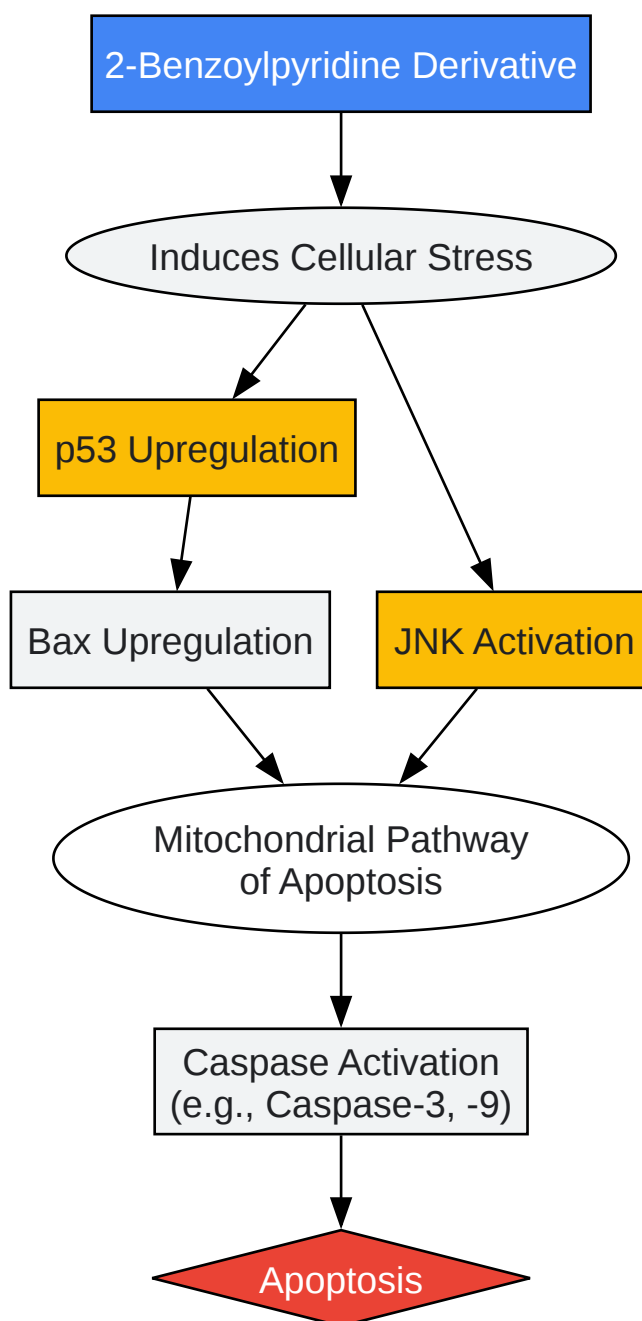 2-Benzoylpyridine Derivative
Induces Cellular Stress
p53 Upregulation
Bax Upregulation
JNK Activation
Mitochondrial Pathway
of Apoptosis
Caspase Activation
(e.g., Caspase-3, -9)
Apoptosis